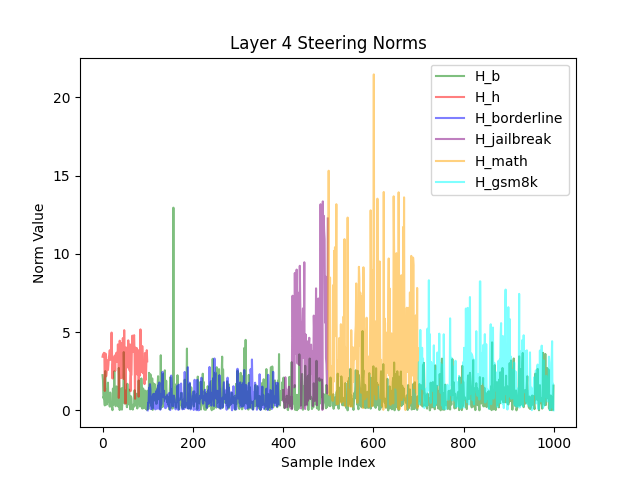 Layer 4 Steering Norms
H_b
H_h
H_borderline
H_jailbreak
H_math
H_gsm8k
Norm Value
20
15
10
5
0
0
200
400
600
800
1000
Sample Index